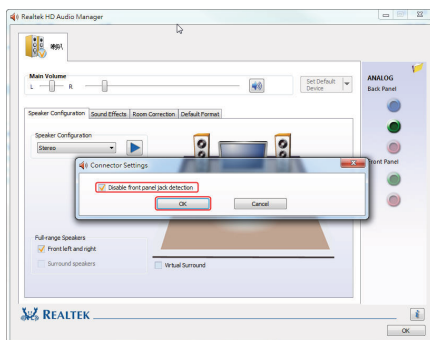 Realtek HD Audio Manager
喇叭
Main Volume
L R
Set Default
Device
ANALOG
Back Panel
Speaker Configuration Sound Effects Room Correction Default Format
Speaker Configuration
Stereo
Connector Settings
Disable front panel jack detection
OK Cancel
Front Panel
Full-range Speakers
Front left and right
Surround speakers
Virtual Surround
REALTEK
OK